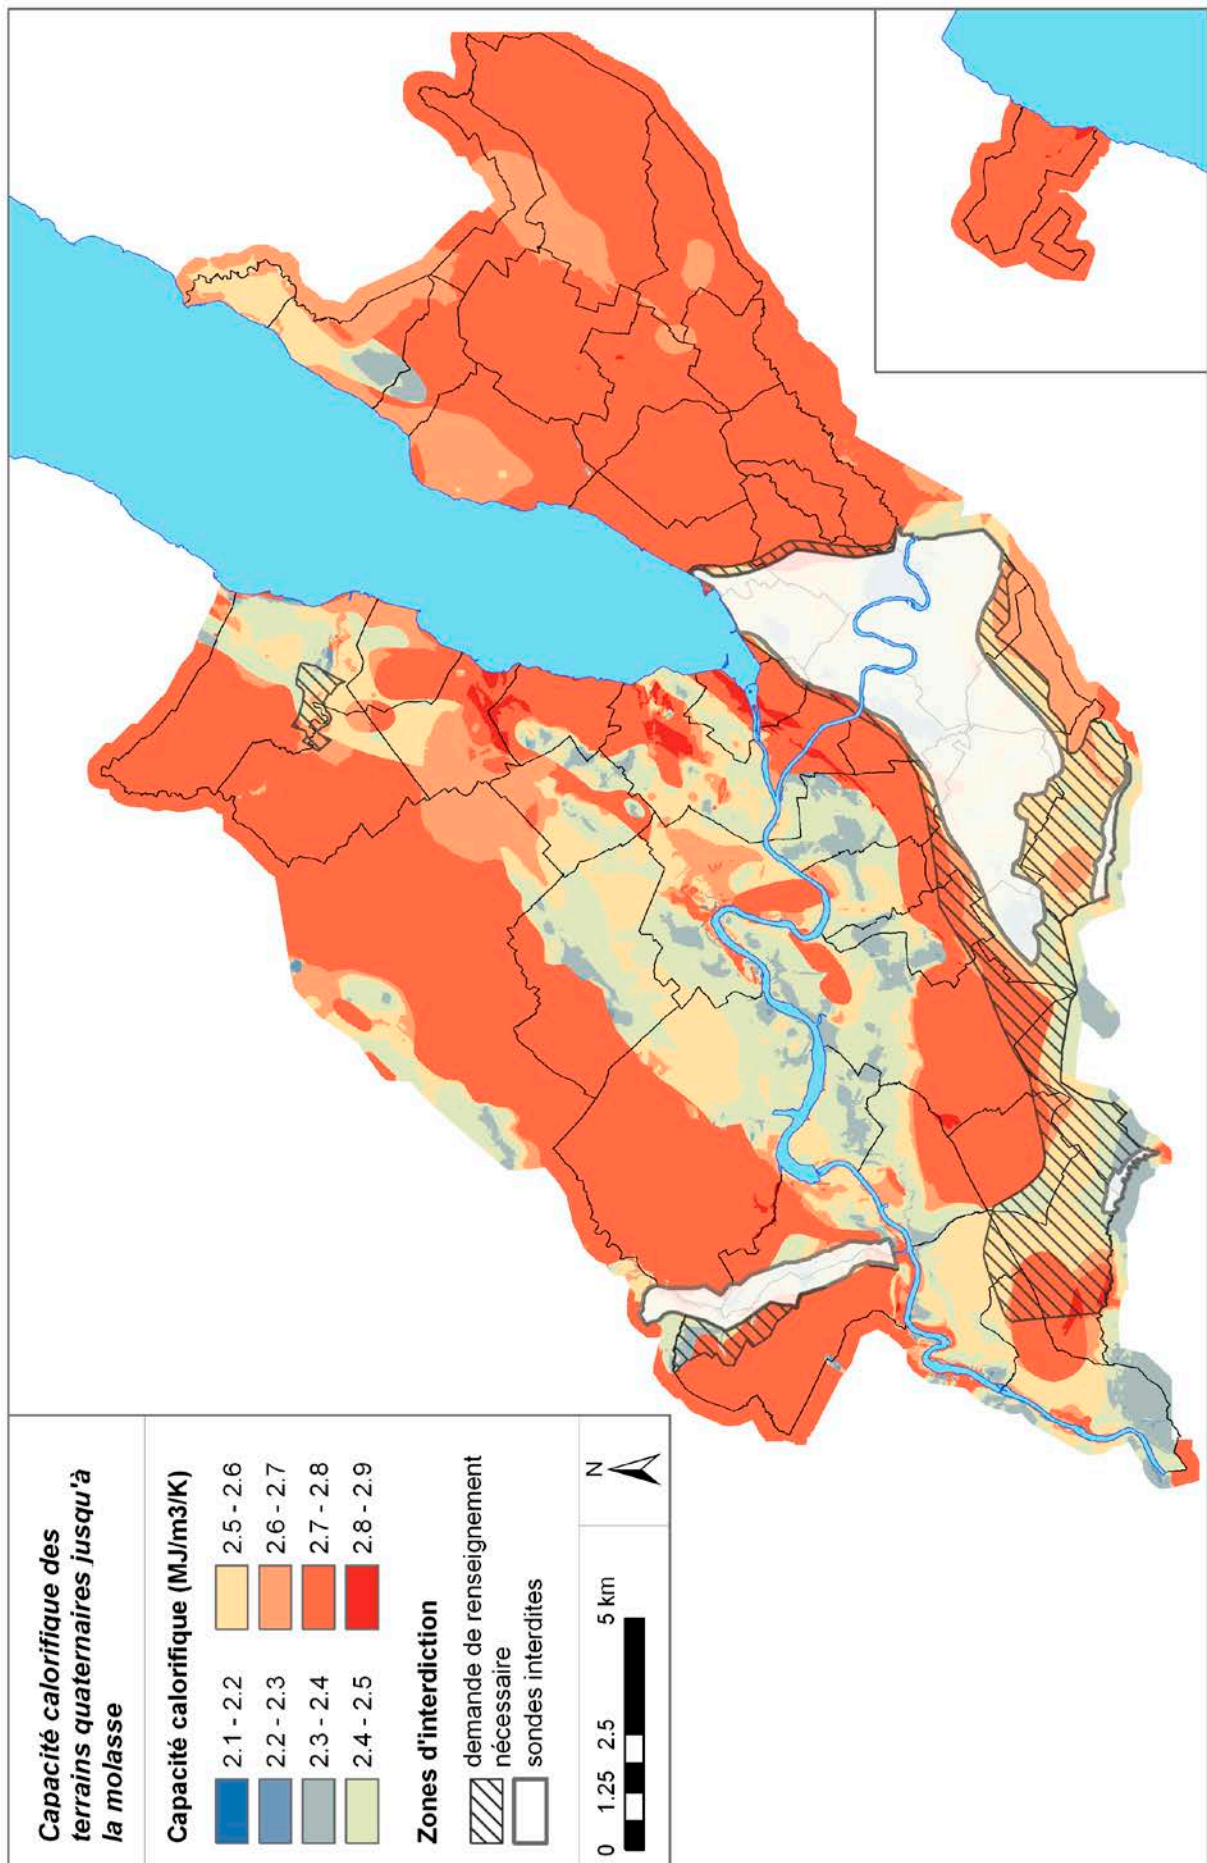 Capacité calorifique des
terrains quaternaires jusqu'à
la molasse
Capacité calorifique (MJ/m3/K)
2.1 - 2.2
2.2 - 2.3
2.3 - 2.4
2.4 - 2.5
2.5 - 2.6
2.6 - 2.7
2.7 - 2.8
2.8 - 2.9
Zones d'interdiction
demande de renseignement
nécessaire
sondes interdites
0 1.25 2.5 5 km
N